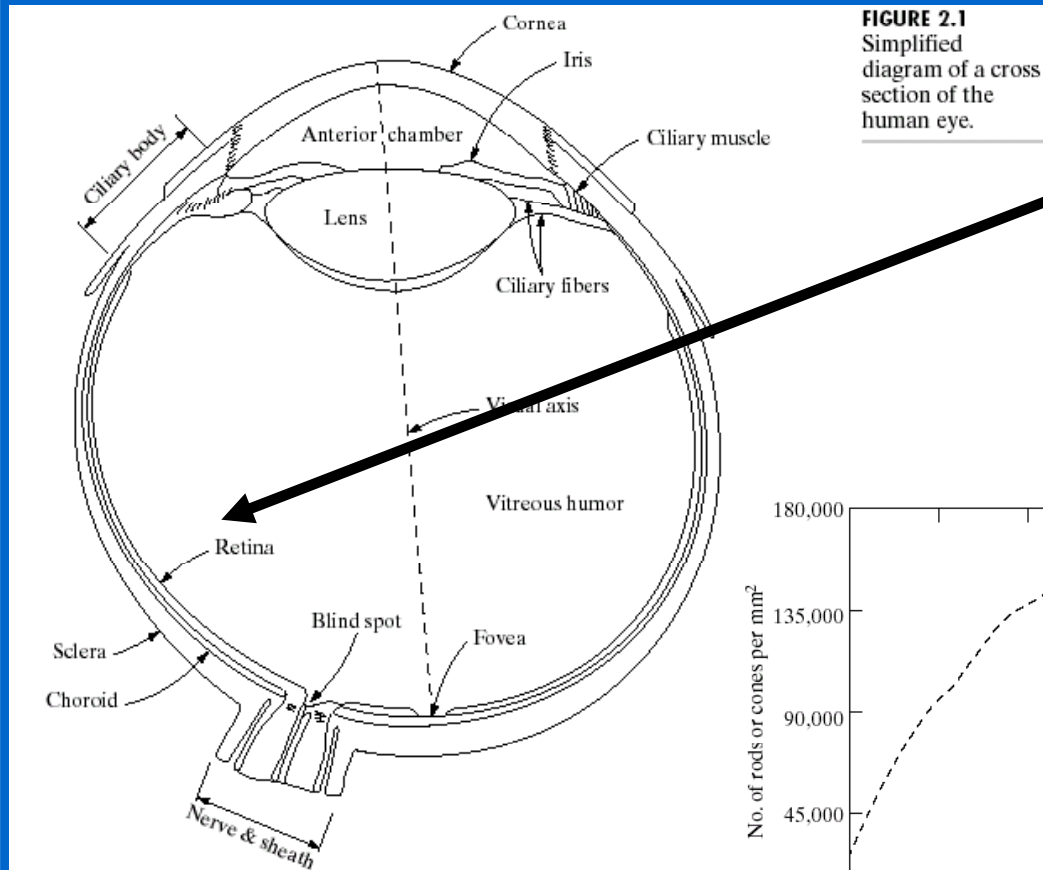 FIGURE 2.1
Simplified
diagram of a cross
section of the
human eye.
Cornea
Iris
Anterior chamber
Ciliary muscle
Ciliary body
Lens
Ciliary fibers
Visual axis
Vitreous humor
Retina
Blind spot
Fovea
Sclera
Choroid
Nerve & sheath
180,000
135,000
90,000
45,000
No. of rods or cones per mm²